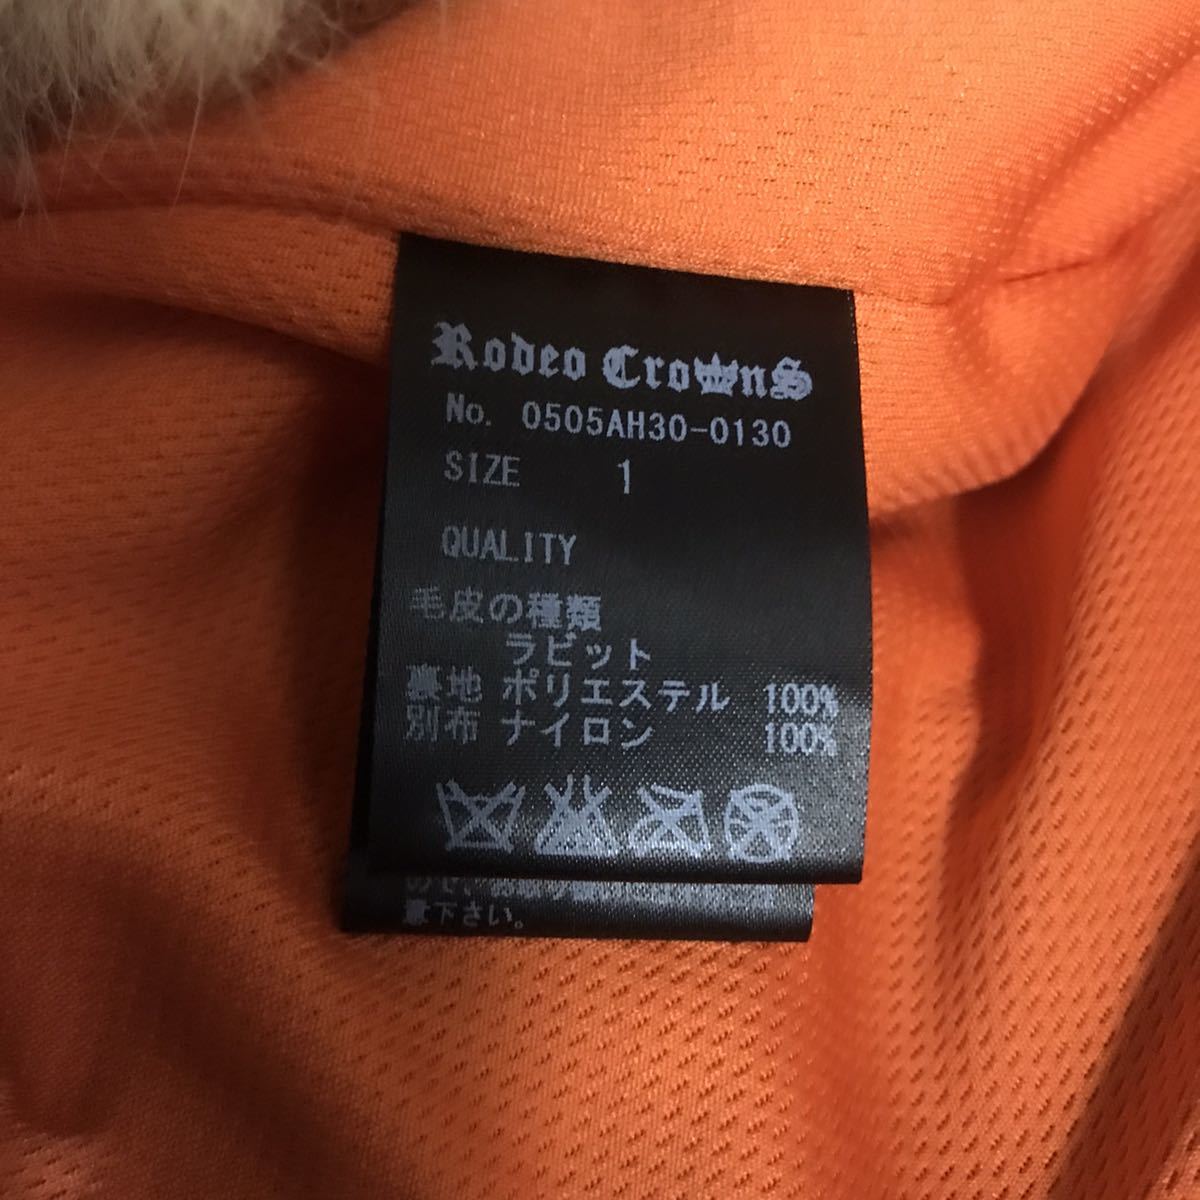 Rodeo Crowns
No. 0505AH30-0130
SIZE 1
QUALITY
毛皮の種類
ラビット
裏地 ポリエステル 100%
別布 ナイロン 100%
意下さい。